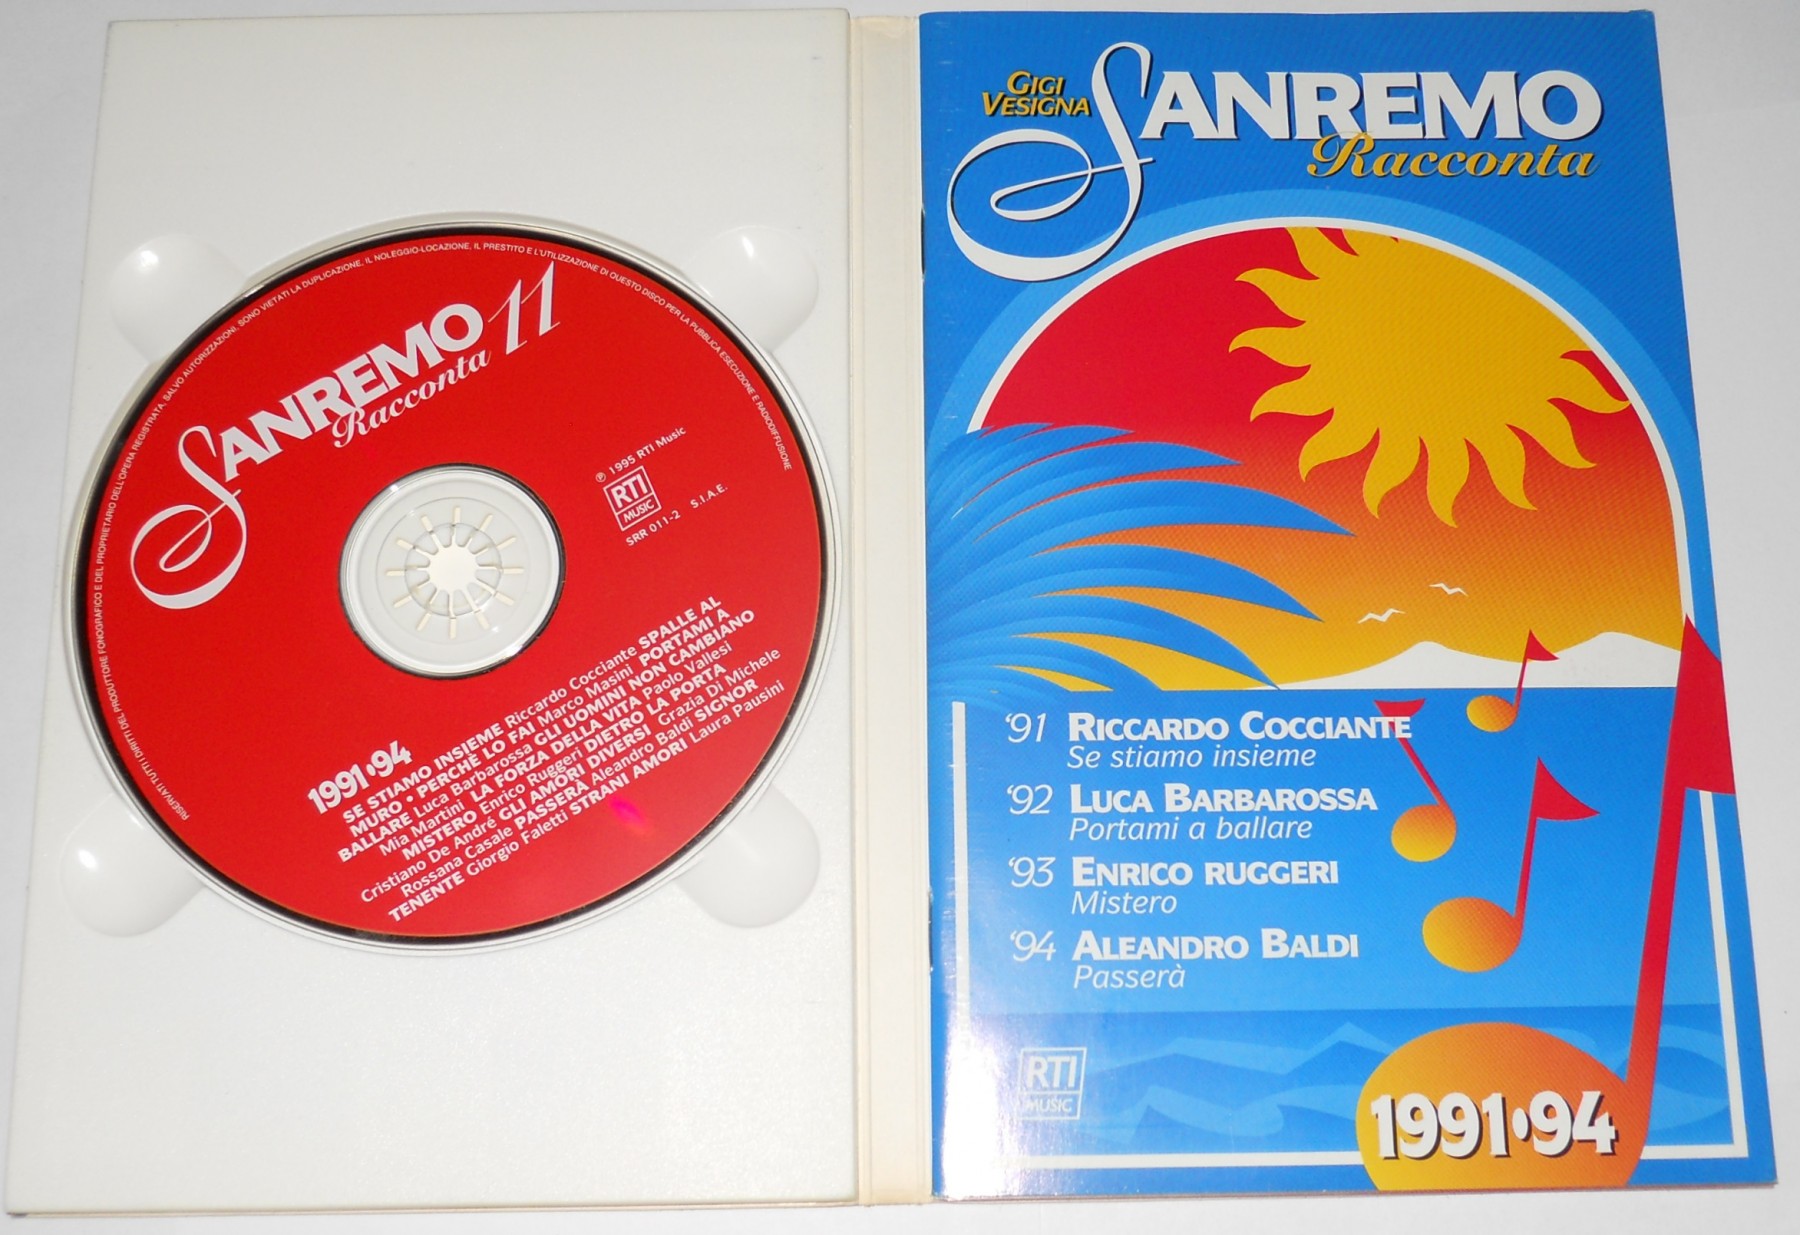 RISERVATI TUTTI I DIRITTI DEL PRODUTTORE FONOGRAFICO E DEL PROPRIETARIO DELL'OPERA REGISTRATA. SALVO AUTORIZZAZIONI, SONO VIETATI LA DUPLICAZIONE, IL NOLEGGIO-LOCAZIONE, IL PRESTITO E L'UTILIZZAZIONE DI QUESTO DISCO PER LA PUBBLICA ESECUZIONE E RADIODIFFUSIONE
SANREMO 11
Racconta
℗ 1995 RTI Music
RTI
MUSIC
SRR 011-2 S.I.A.E.
1991•94
SE STIAMO INSIEME Riccardo Cocciante SPALLE AL
MURO • PERCHÉ LO FAI Marco Masini PORTAMI A
BALLARE Luca Barbarossa GLI UOMINI NON CAMBIANO
Mia Martini LA FORZA DELLA VITA Paolo Vallesi
MISTERO Enrico Ruggeri DIETRO LA PORTA
Cristiano De André GLI AMORI DIVERSI Grazia Di Michele
Rossana Casale PASSERÀ Aleandro Baldi SIGNOR
TENENTE Giorgio Faletti STRANI AMORI Laura Pausini
GIGI
VESIGNA
SANREMO
Racconta
'91 RICCARDO COCCIANTE
Se stiamo insieme
'92 LUCA BARBAROSSA
Portami a ballare
'93 ENRICO RUGGERI
Mistero
'94 ALEANDRO BALDI
Passerà
RTI
MUSIC
1991•94